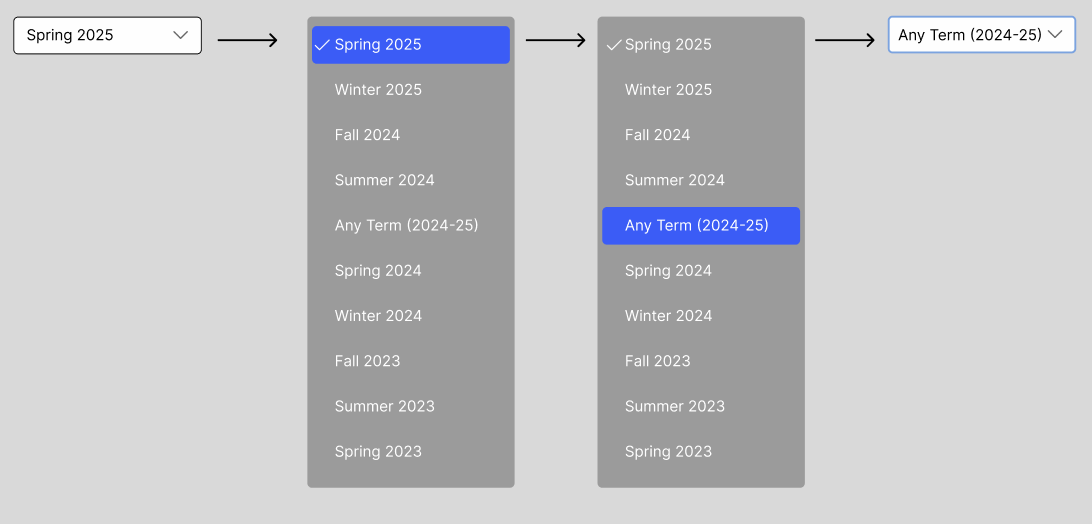 Spring 2025
Spring 2025
Winter 2025
Fall 2024
Summer 2024
Any Term (2024-25)
Spring 2024
Winter 2024
Fall 2023
Summer 2023
Spring 2023
Spring 2025
Winter 2025
Fall 2024
Summer 2024
Any Term (2024-25)
Spring 2024
Winter 2024
Fall 2023
Summer 2023
Spring 2023
Any Term (2024-25)